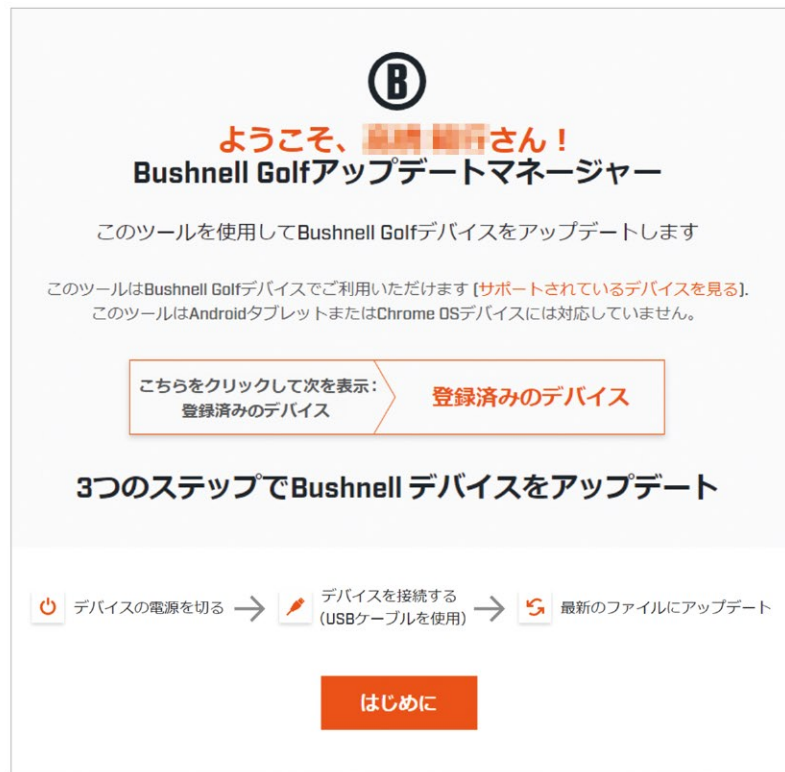 B
ようこそ、さん！
Bushnell Golfアップデートマネージャー
このツールを使用してBushnell Golfデバイスをアップデートします
このツールはBushnell Golfデバイスでご利用いただけます (サポートされているデバイスを見る).
このツールはAndroidタブレットまたはChrome OSデバイスには対応していません。
こちらをクリックして次を表示：
登録済みのデバイス
登録済みのデバイス
3つのステップでBushnell デバイスをアップデート
デバイスの電源を切る
デバイスを接続する
(USBケーブルを使用)
最新のファイルにアップデート
はじめに